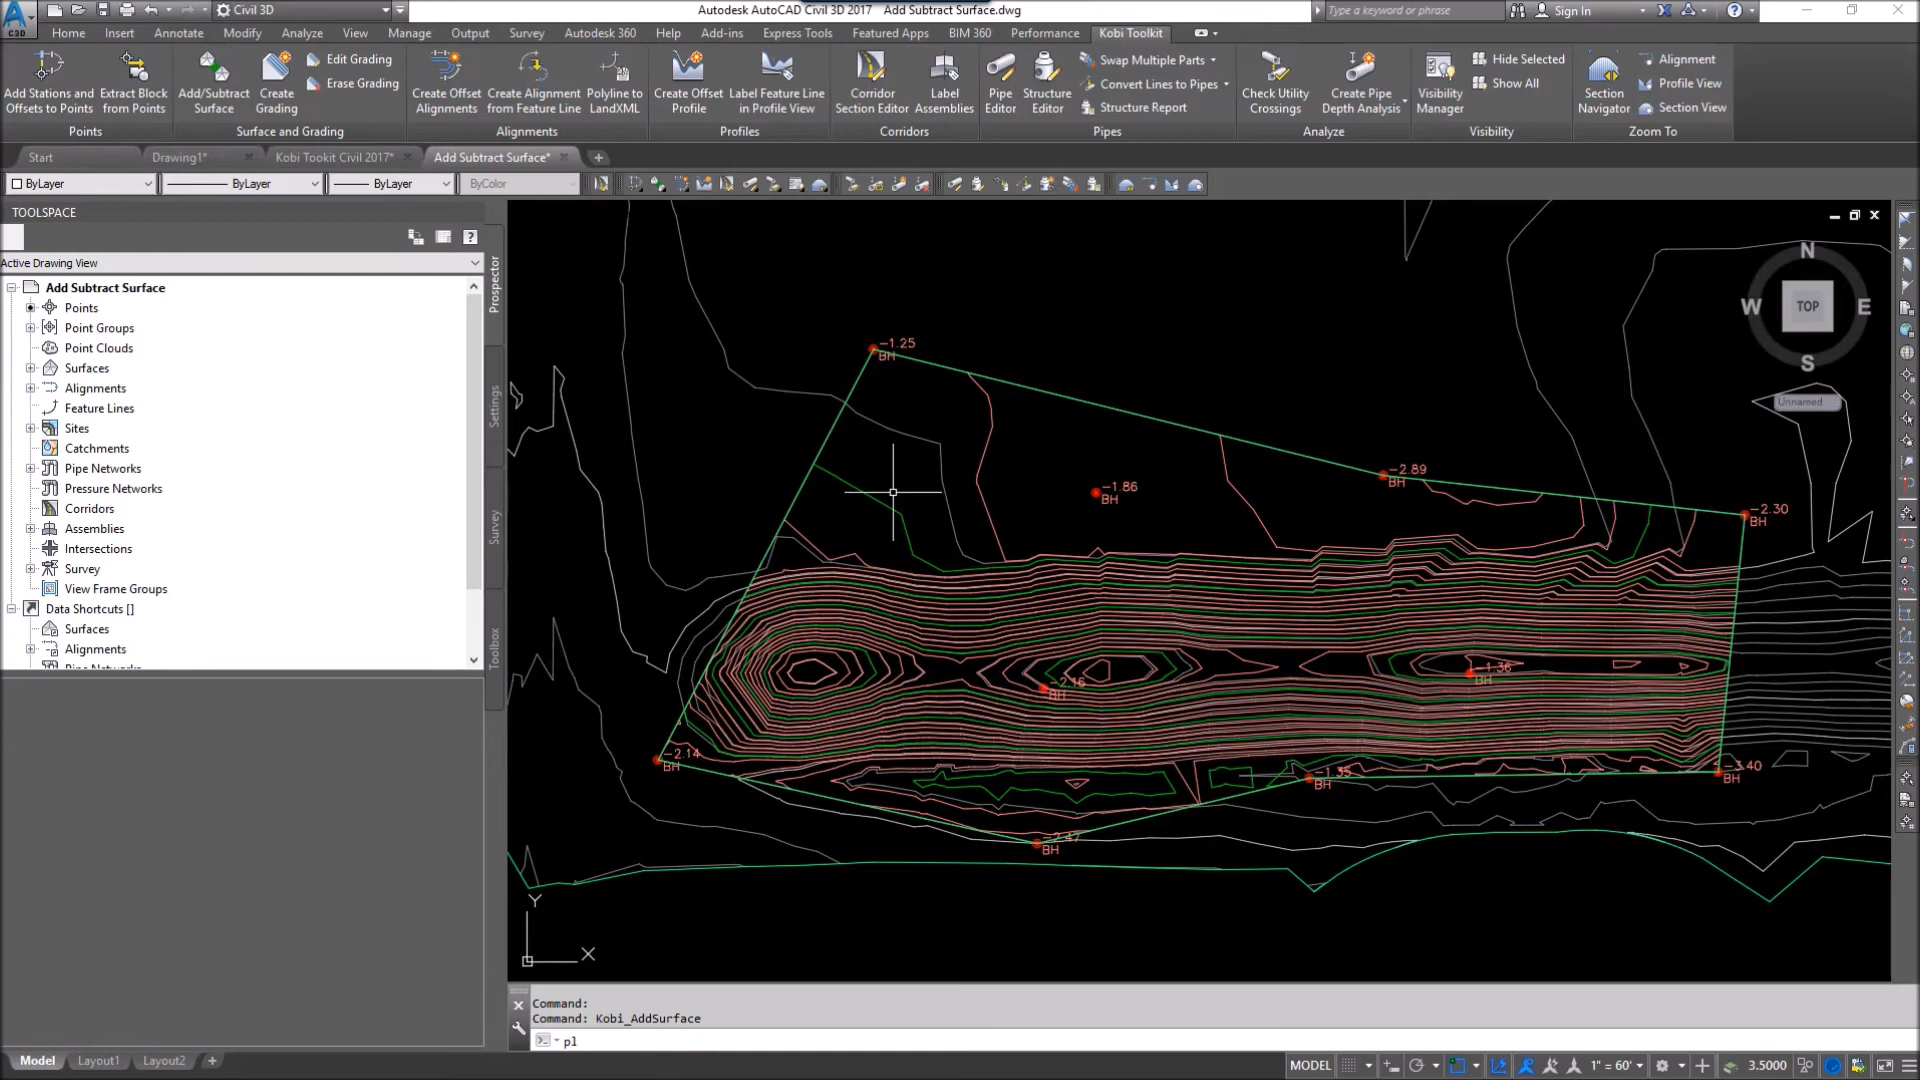 Civil 3D
Autodesk AutoCAD Civil 3D 2017 Add Subtract Surface.dwg
Type a keyword or phrase
Sign In
C3D
Home Insert Annotate Modify Analyze View Manage Output Survey Autodesk 360 Help Add-ins Express Tools Featured Apps BIM 360 Performance Kobi Toolkit
Add Stations and Offsets to Points
Extract Block from Points
Points
Add/Subtract Surface
Create Grading
Edit Grading
Erase Grading
Surface and Grading
Create Offset Alignments
Create Alignment from Feature Line
Polyline to LandXML
Alignments
Create Offset Profile
Label Feature Line in Profile View
Profiles
Corridor Section Editor
Label Assemblies
Corridors
Pipe Editor
Structure Editor
Swap Multiple Parts
Convert Lines to Pipes
Structure Report
Pipes
Check Utility Crossings
Create Pipe Depth Analysis
Analyze
Visibility Manager
Hide Selected
Show All
Visibility
Section Navigator
Alignment
Profile View
Section View
Zoom To
Start Drawing1* Kobi Tookit Civil 2017* Add Subtract Surface*
ByLayer ByLayer ByLayer ByColor
TOOLSPACE
Active Drawing View
Add Subtract Surface
Points
Point Groups
Point Clouds
Surfaces
Alignments
Feature Lines
Sites
Catchments
Pipe Networks
Pressure Networks
Corridors
Assemblies
Intersections
Survey
View Frame Groups
Data Shortcuts []
Surfaces
Alignments
Pipe Networks
Prospector
Settings
Survey
Toolbox
N
W TOP E
S
Unnamed
-1.25
BH
-2.89
BH
-1.86
BH
-2.30
BH
-2.16
BH
-1.36
BH
-2.14
BH
-1.35
BH
-3.40
BH
-2.47
BH
Y
X
Command:
Command: Kobi_AddSurface
pl
Model Layout1 Layout2
MODEL 1" = 60' 3.5000